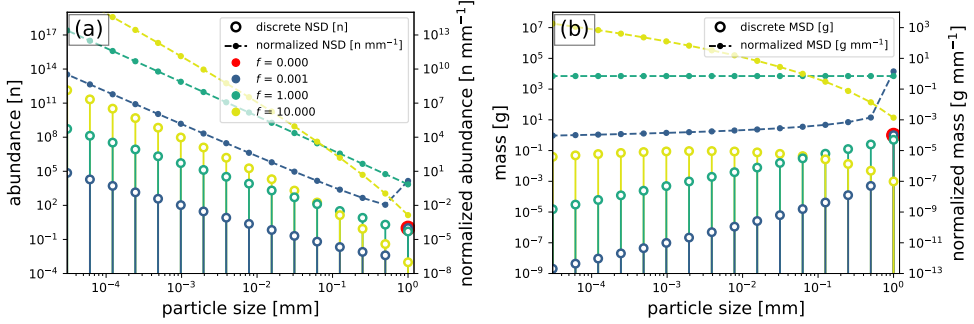 (a)
discrete NSD [n]
normalized NSD [n mm⁻¹]
f = 0.000
f = 0.001
f = 1.000
f = 10.000
10¹⁷
10¹⁴
10¹¹
10⁸
10⁵
10²
10⁻¹
10⁻⁴
abundance [n]
10¹³
10¹⁰
10⁷
10⁴
10¹
10⁻²
10⁻⁵
10⁻⁸
normalized abundance [n mm⁻¹]
10⁻⁴ 10⁻³ 10⁻² 10⁻¹ 10⁰
particle size [mm]
(b)
discrete MSD [g]
normalized MSD [g mm⁻¹]
10⁷
10⁵
10³
10¹
10⁻¹
10⁻³
10⁻⁵
10⁻⁷
10⁻⁹
mass [g]
10³
10¹
10⁻¹
10⁻³
10⁻⁵
10⁻⁷
10⁻⁹
10⁻¹¹
10⁻¹³
normalized mass [g mm⁻¹]
10⁻⁴ 10⁻³ 10⁻² 10⁻¹ 10⁰
particle size [mm]